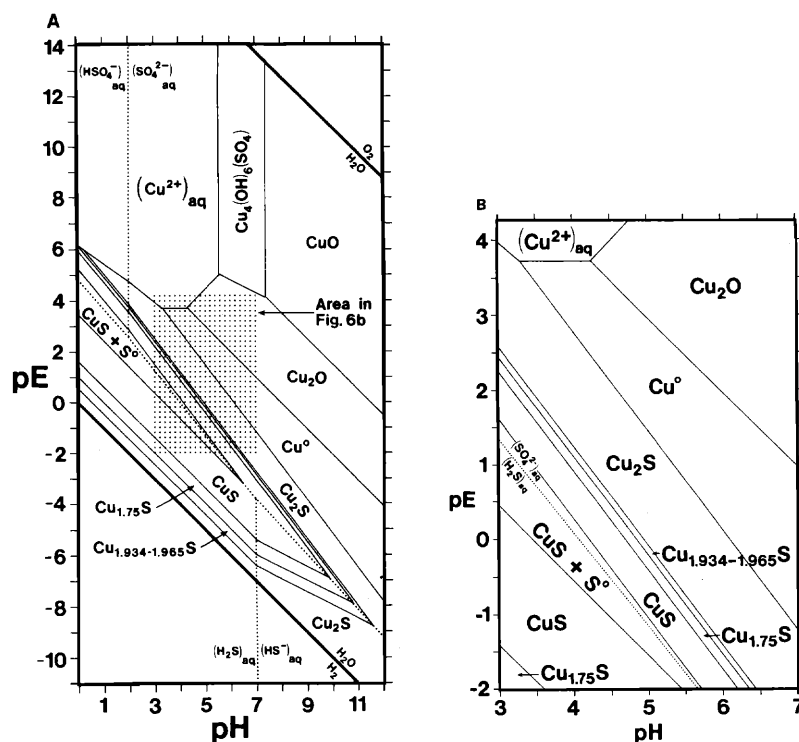 A
14
12
10
8
6
4
2
0
-2
-4
-6
-8
-10
pE
1 3 5 7 9 11
pH
(HSO₄⁻)aq
(SO₄²⁻)aq
(Cu²⁺)aq
Cu₄(OH)₆(SO₄)
O₂
H₂O
CuO
Area in
Fig. 6b
CuS + S°
Cu₂O
Cu°
CuS
Cu₂S
Cu₁.₇₅S
Cu₁.₉₃₄₋₁.₉₆₅S
Cu₂S
(H₂S)aq
(HS⁻)aq
H₂O
H₂
B
4
3
2
1
0
-1
-2
pE
3 4 5 6 7
pH
(Cu²⁺)aq
Cu₂O
Cu°
Cu₂S
(SO₄²⁻)aq
(H₂S)aq
CuS + S°
Cu₁.₉₃₄₋₁.₉₆₅S
CuS
CuS
Cu₁.₇₅S
Cu₁.₇₅S